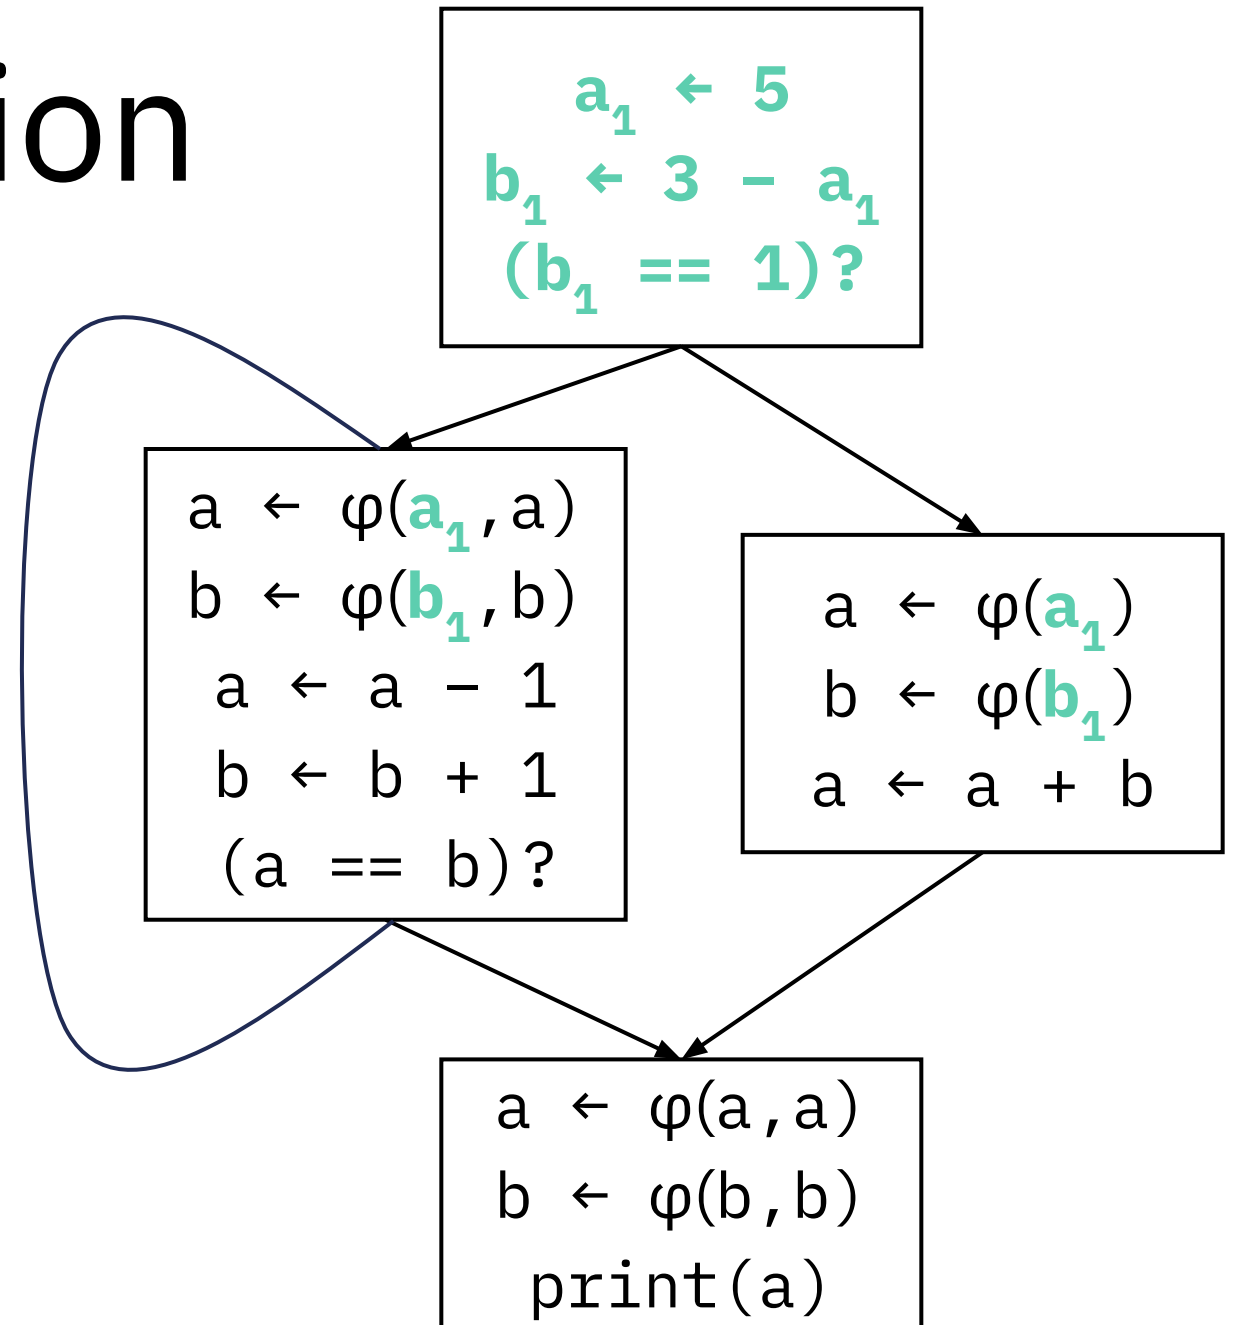 ion
a₁ ← 5
b₁ ← 3 - a₁
(b₁ == 1)?
a ← φ(a₁,a)
b ← φ(b₁,b)
a ← a - 1
b ← b + 1
(a == b)?
a ← φ(a₁)
b ← φ(b₁)
a ← a + b
a ← φ(a,a)
b ← φ(b,b)
print(a)